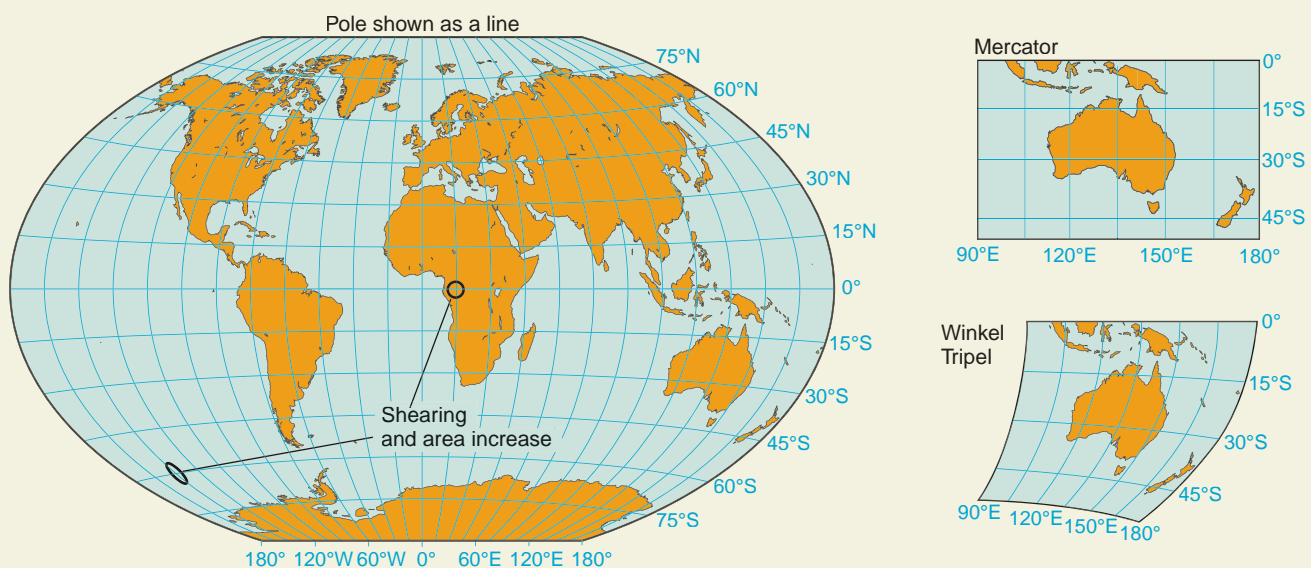 Pole shown as a line
75°N
60°N
45°N
30°N
15°N
0°
15°S
30°S
45°S
60°S
75°S
Shearing
and area increase
180° 120°W 60°W 0° 60°E 120°E 180°
Mercator
0°
15°S
30°S
45°S
90°E 120°E 150°E 180°
Winkel
Tripel
0°
15°S
30°S
45°S
90°E 120°E 150°E 180°